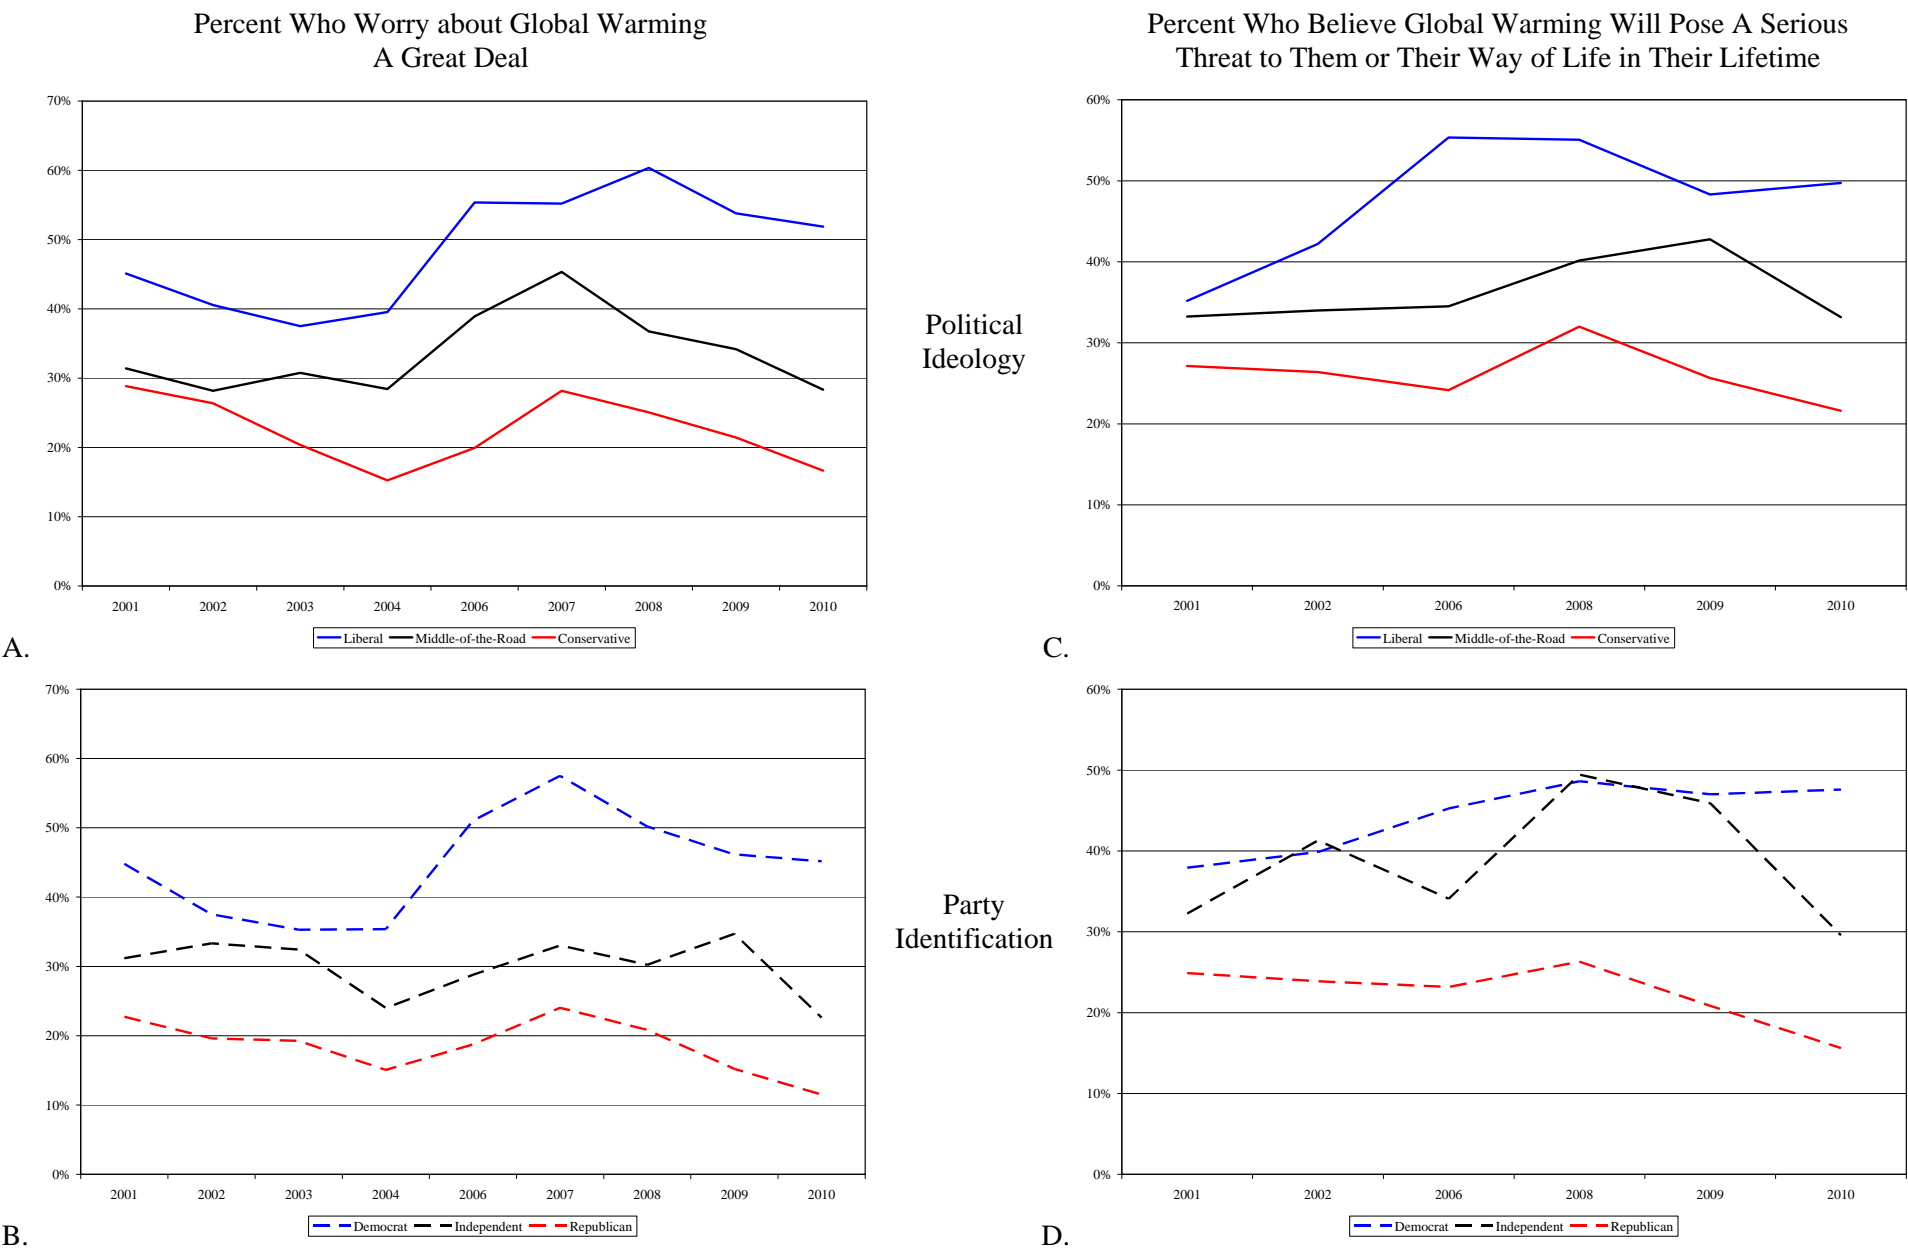 Percent Who Worry about Global Warming
A Great Deal
70%
60%
50%
40%
30%
20%
10%
0%
2001 2002 2003 2004 2006 2007 2008 2009 2010
Liberal Middle-of-the-Road Conservative
A.
Percent Who Believe Global Warming Will Pose A Serious
Threat to Them or Their Way of Life in Their Lifetime
60%
50%
40%
30%
20%
10%
0%
2001 2002 2006 2008 2009 2010
Liberal Middle-of-the-Road Conservative
C.
Political
Ideology
70%
60%
50%
40%
30%
20%
10%
0%
2001 2002 2003 2004 2006 2007 2008 2009 2010
Democrat Independent Republican
B.
Party
Identification
60%
50%
40%
30%
20%
10%
0%
2001 2002 2006 2008 2009 2010
Democrat Independent Republican
D.